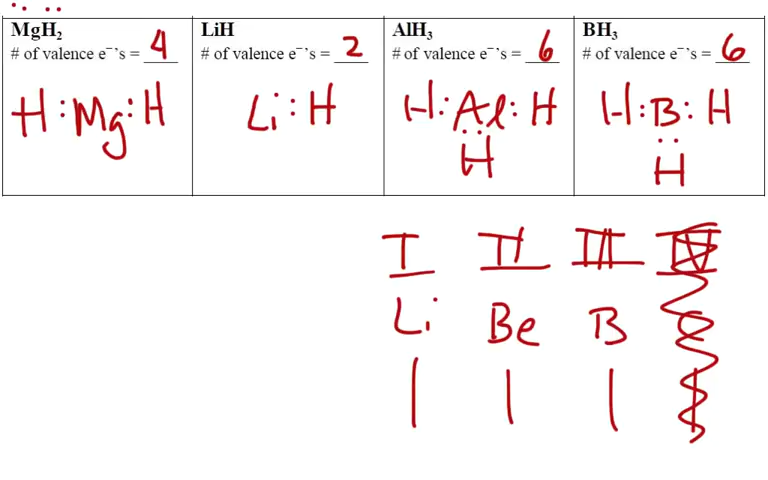 MgH2
# of valence e⁻'s = 4
H : Mg : H
LiH
# of valence e⁻'s = 2
Li : H
AlH3
# of valence e⁻'s = 6
H : Al : H
H
BH3
# of valence e⁻'s = 6
H : B : H
H
I II III IV
Li Be B